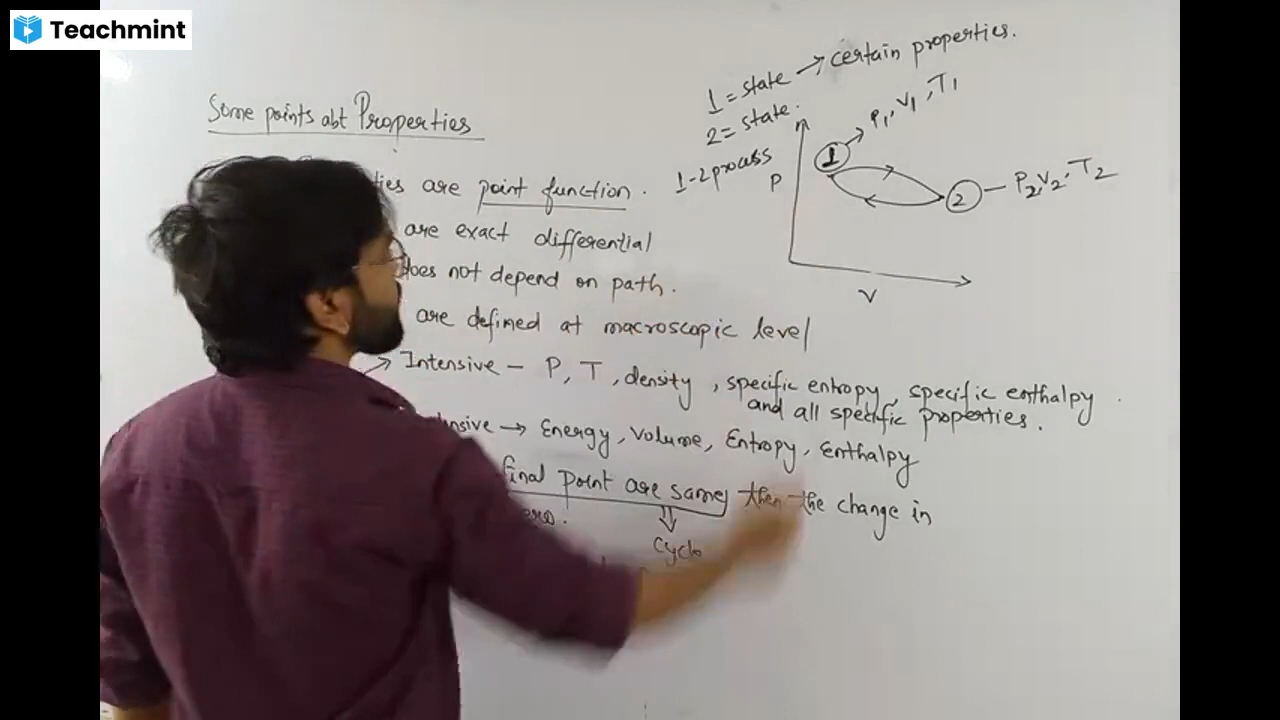 Teachmint
1 = state → certain properties.
2 = state.
1-2 process
P
1
P1, V1, T1
2
P2, V2, T2
V
Some points abt Properties
are point function.
are exact differential
does not depend on path.
are defined at macroscopic level
Intensive - P, T, density, specific entropy, specific enthalpy
and all specific properties.
→ Energy, Volume, Entropy, Enthalpy
final point are same then the change in
Cycle